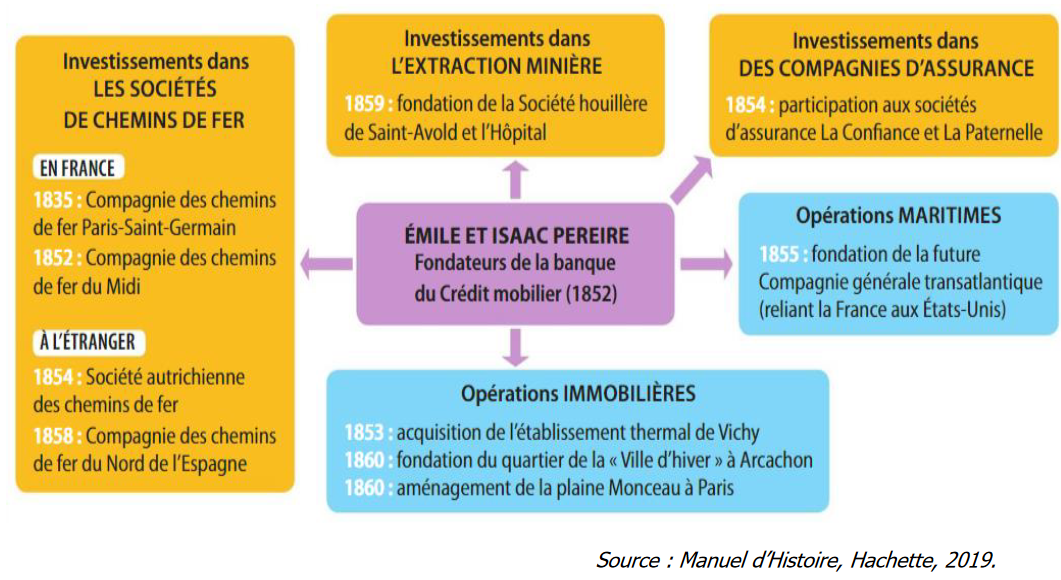 Investissements dans
LES SOCIÉTÉS
DE CHEMINS DE FER
EN FRANCE
1835 : Compagnie des chemins
de fer Paris-Saint-Germain
1852 : Compagnie des chemins
de fer du Midi
À L'ÉTRANGER
1854 : Société autrichienne
des chemins de fer
1858 : Compagnie des chemins
de fer du Nord de l'Espagne
Investissements dans
L'EXTRACTION MINIÈRE
1859 : fondation de la Société houillère
de Saint-Avold et l'Hôpital
Investissements dans
DES COMPAGNIES D'ASSURANCE
1854 : participation aux sociétés
d'assurance La Confiance et La Paternelle
ÉMILE ET ISAAC PEREIRE
Fondateurs de la banque
du Crédit mobilier (1852)
Opérations MARITIMES
1855 : fondation de la future
Compagnie générale transatlantique
(reliant la France aux États-Unis)
Opérations IMMOBILIÈRES
1853 : acquisition de l'établissement thermal de Vichy
1860 : fondation du quartier de la « Ville d'hiver » à Arcachon
1860 : aménagement de la plaine Monceau à Paris
Source : Manuel d'Histoire, Hachette, 2019.